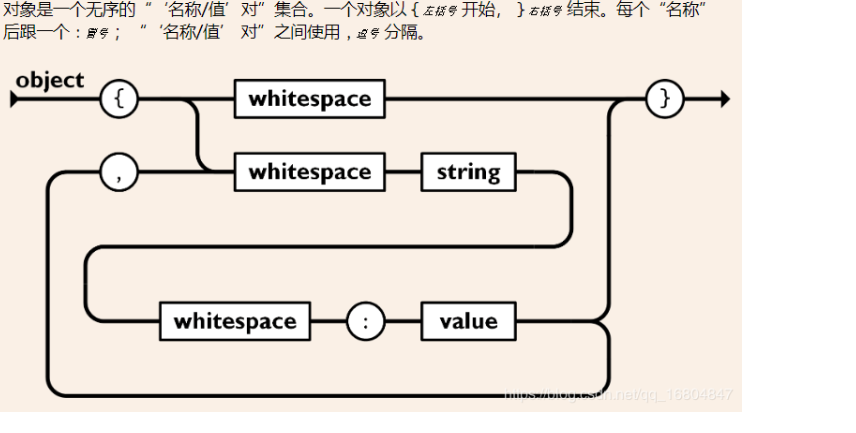 对象是一个无序的“‘名称/值’对”集合。一个对象以 { 左括号 开始， } 右括号 结束。每个“名称”
后跟一个 : 冒号 ；“‘名称/值’对”之间使用 , 逗号 分隔。
object
{ whitespace }
, whitespace string
whitespace : value
https://blog.csdn.net/qq_16804847